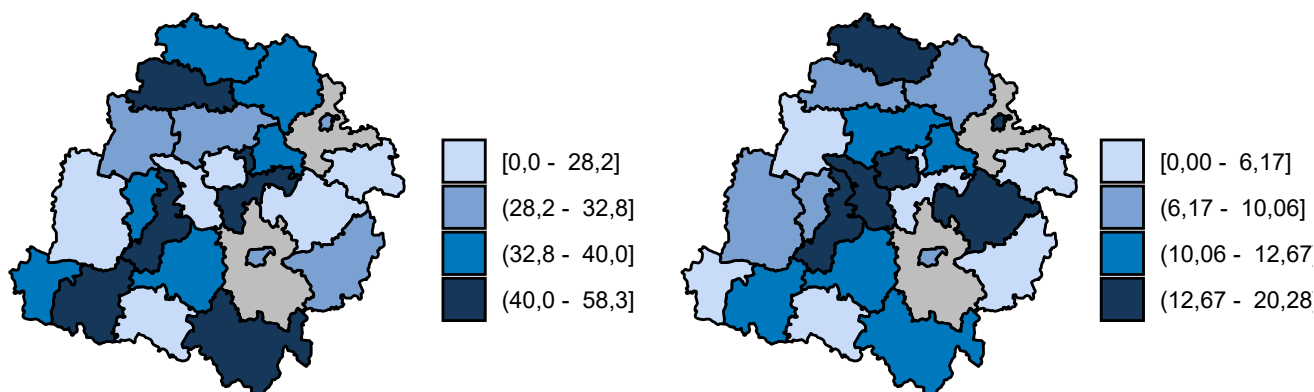 [0,0 - 28,2]
(28,2 - 32,8]
(32,8 - 40,0]
(40,0 - 58,3]
[0,00 - 6,17]
(6,17 - 10,06]
(10,06 - 12,67
(12,67 - 20,28